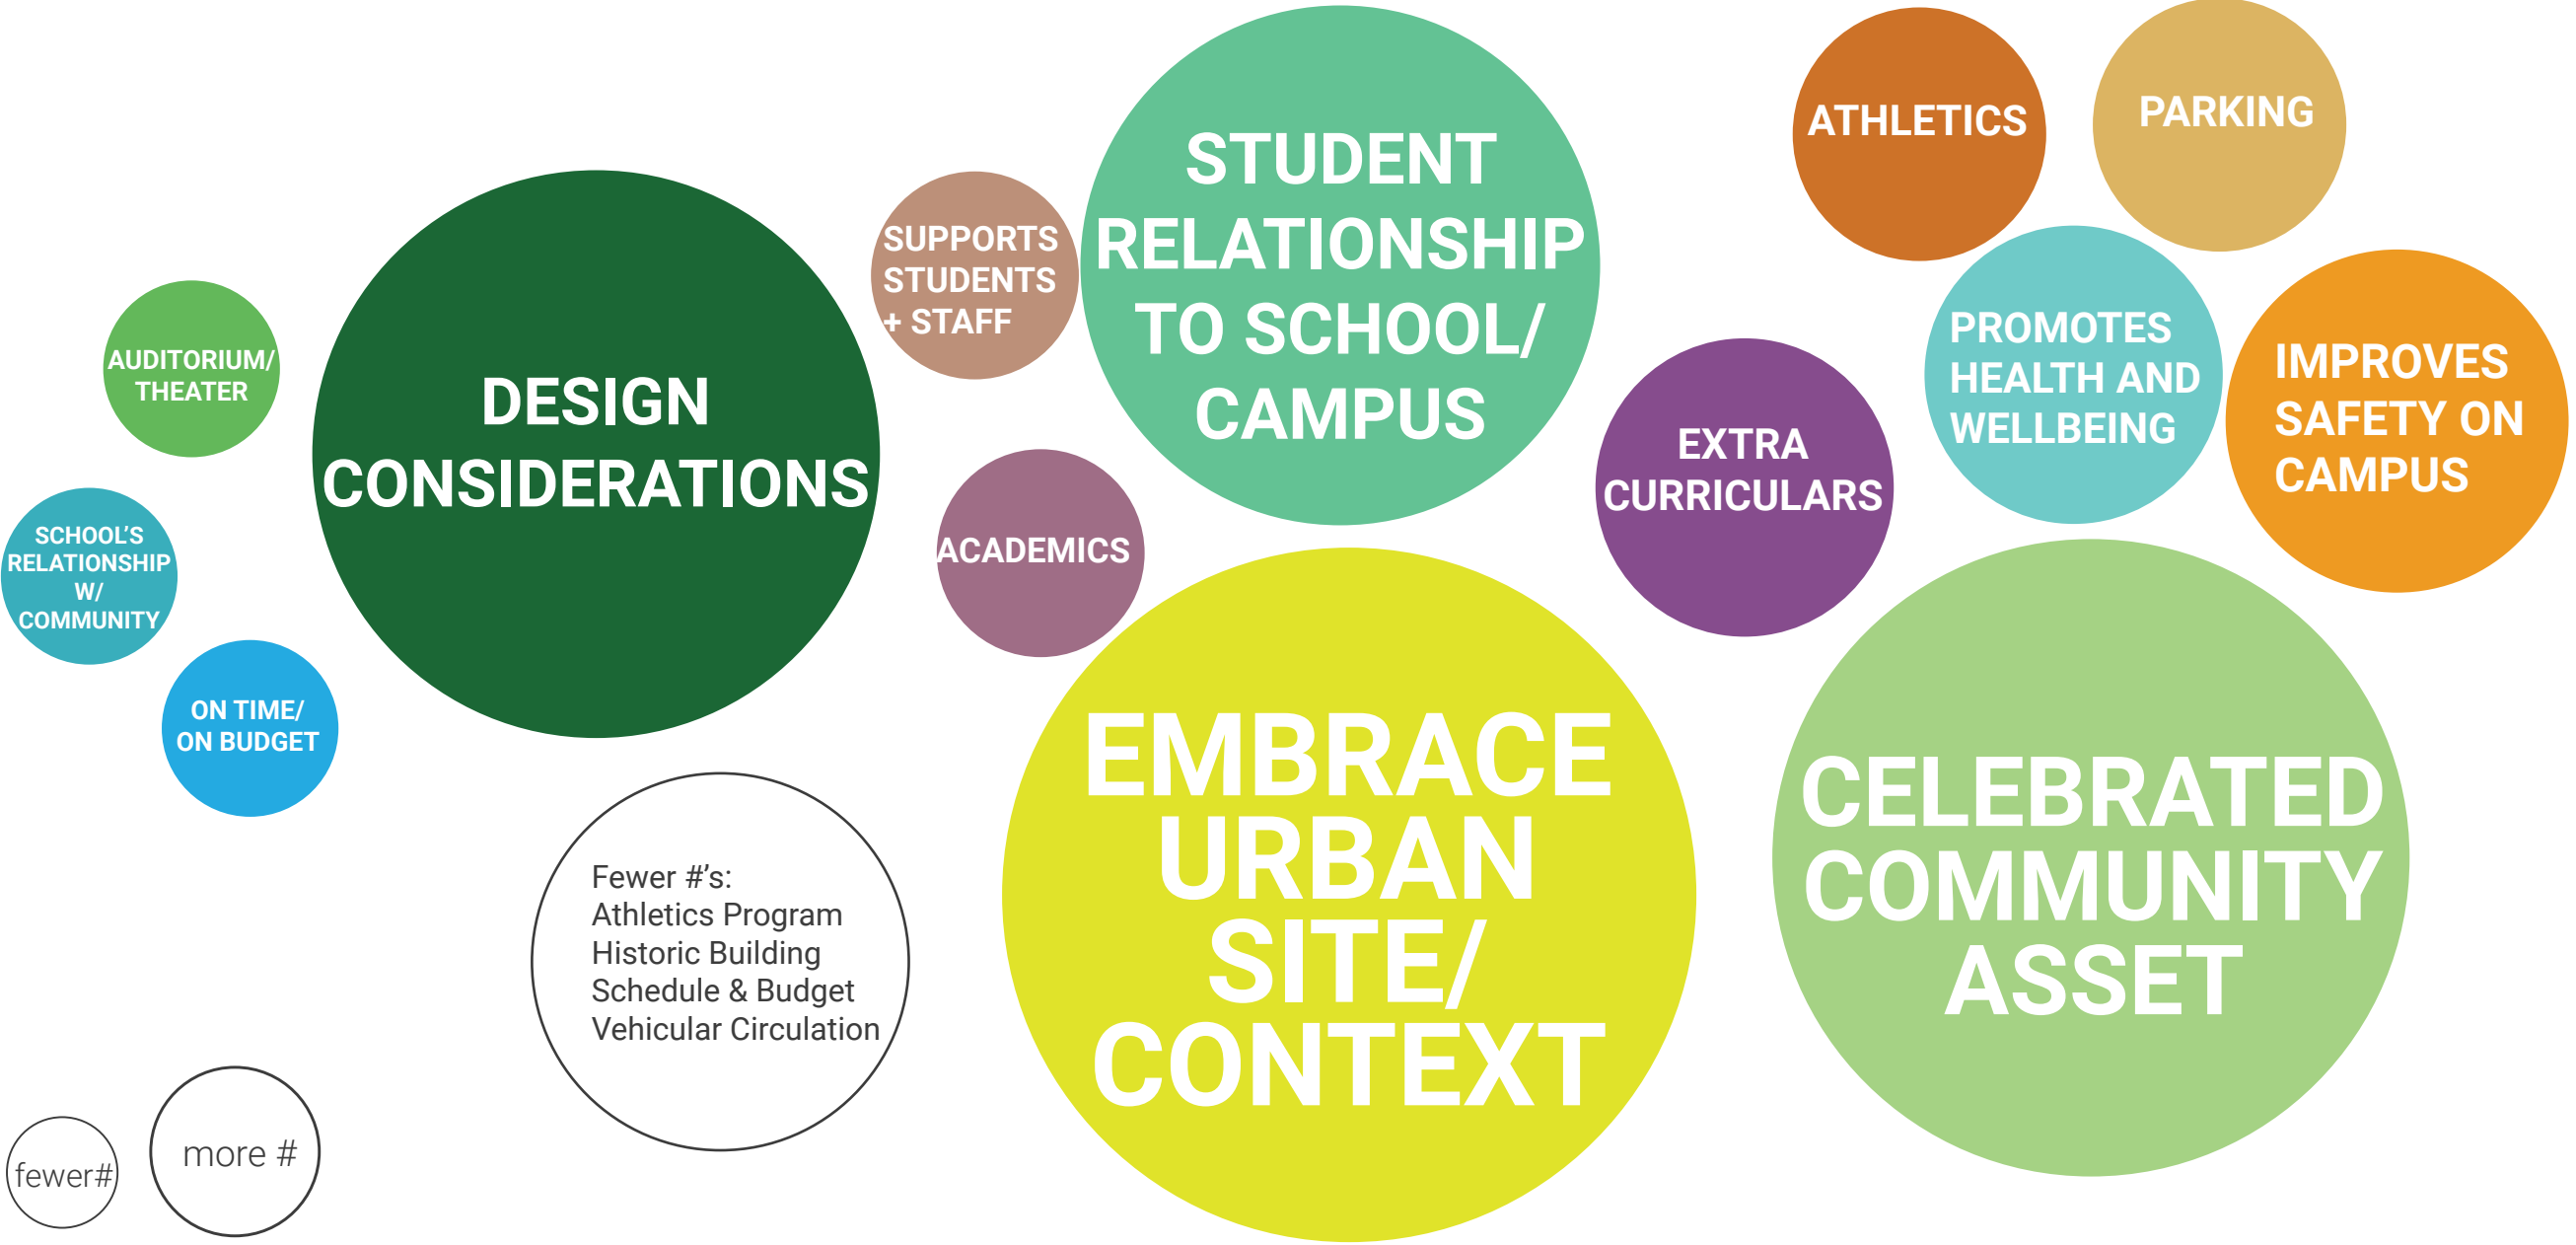 AUDITORIUM/
THEATER
SCHOOL’S
RELATIONSHIP
W/
COMMUNITY
ON TIME/
ON BUDGET
DESIGN
CONSIDERATIONS
SUPPORTS
STUDENTS
+ STAFF
ACADEMICS
STUDENT
RELATIONSHIP
TO SCHOOL/
CAMPUS
ATHLETICS
PARKING
EXTRA
CURRICULARS
PROMOTES
HEALTH AND
WELLBEING
IMPROVES
SAFETY ON
CAMPUS
EMBRACE
URBAN
SITE/
CONTEXT
CELEBRATED
COMMUNITY
ASSET
Fewer #’s:
Athletics Program
Historic Building
Schedule & Budget
Vehicular Circulation
fewer#
more #